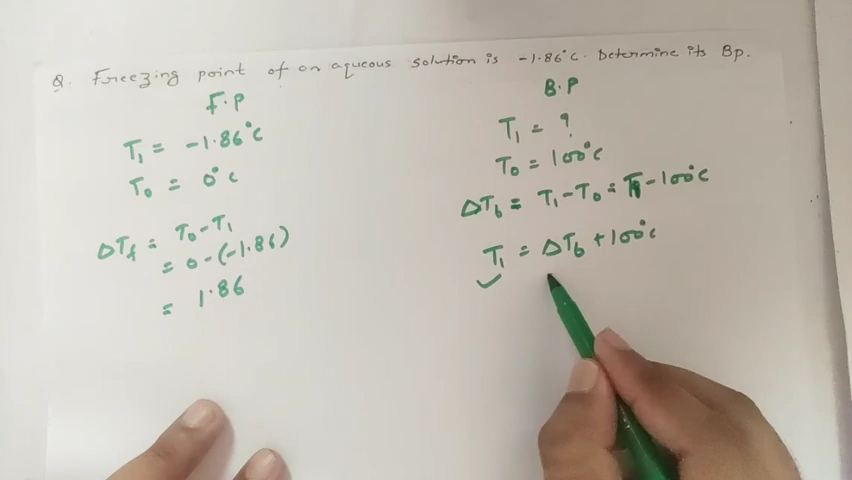 Q. Freezing point of an aqueous solution is -1.86°C. Determine its Bp.
F.P
T₁ = -1.86°C
T₀ = 0°C
ΔT_f = T₀-T₁
= 0-(-1.86)
= 1.86
B.P
T₁ = ?
T₀ = 100°C
ΔT_b = T₁-T₀ = T₁-100°C
T₁ = ΔT_b + 100°C